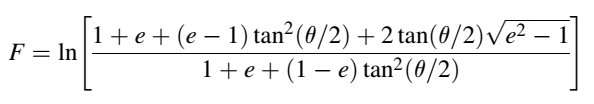 F = ln[(1 + e + (e − 1) tan²(θ/2) + 2 tan(θ/2)√(e² − 1)) / (1 + e + (1 − e) tan²(θ/2))]